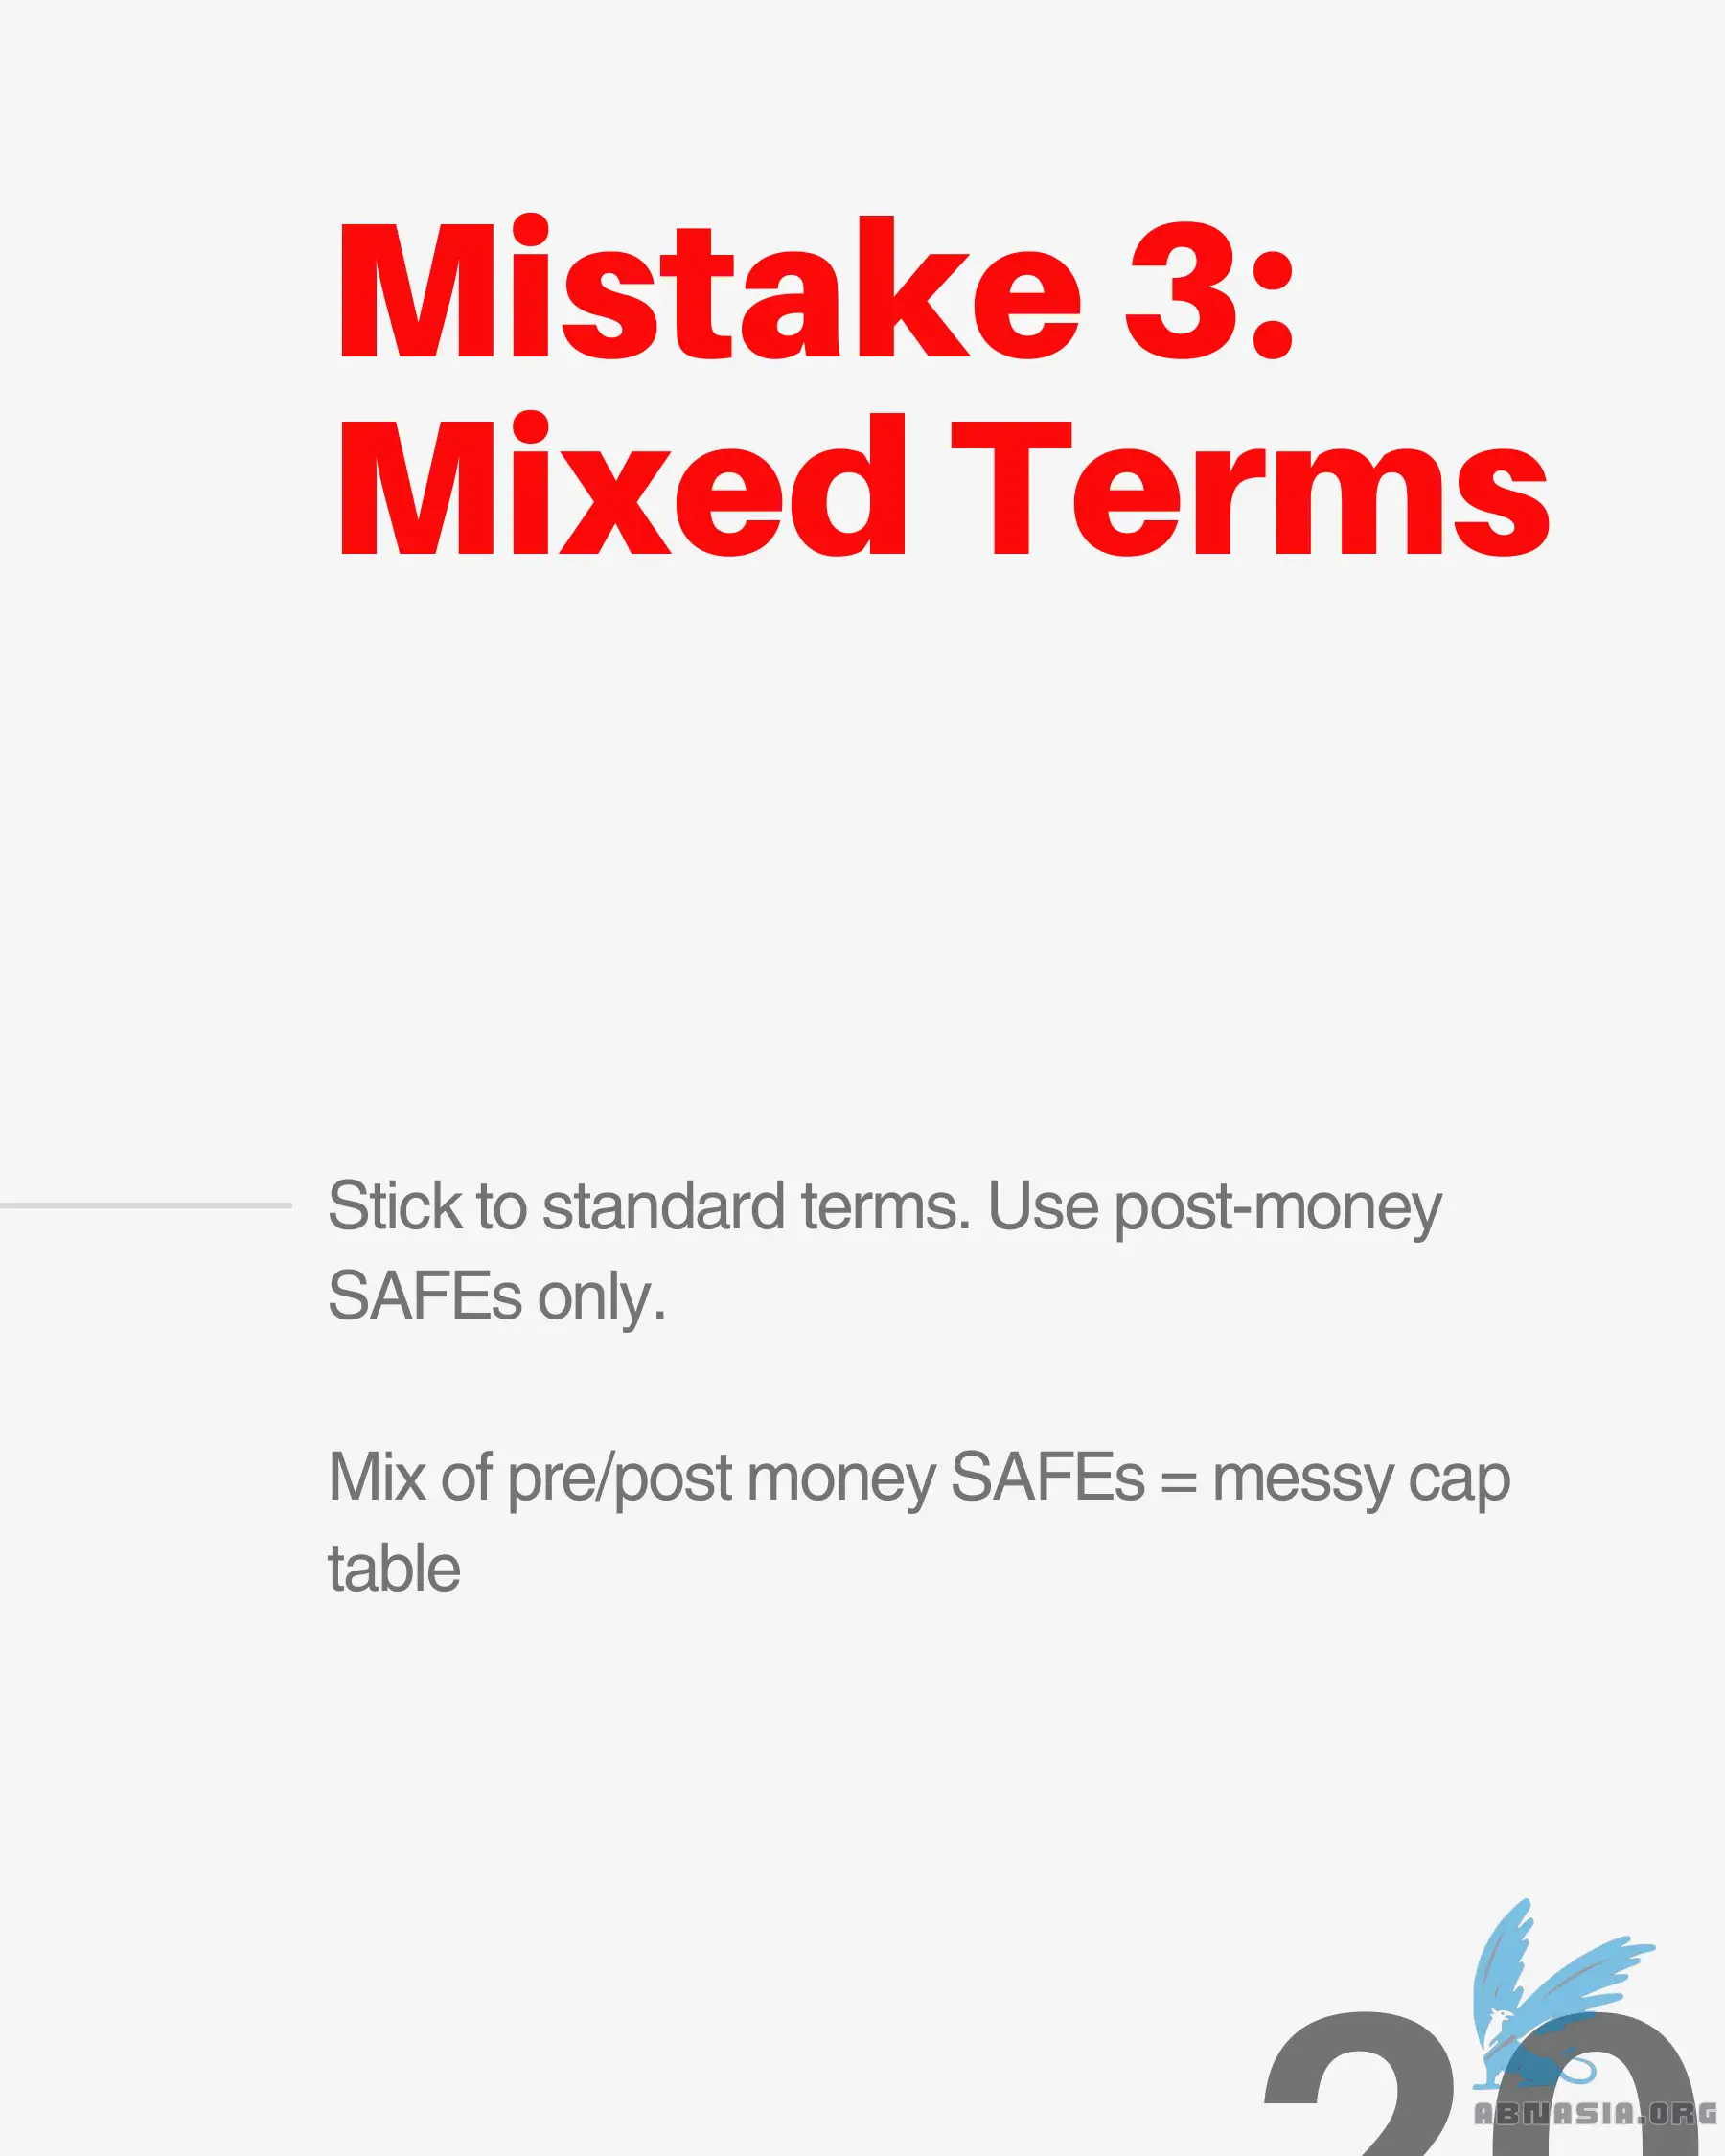 Mistake 3:
Mixed Terms
Stick to standard terms. Use post-money
SAFEs only.
Mix of pre/post money SAFEs = messy cap
table
20
ABNASIA.ORG